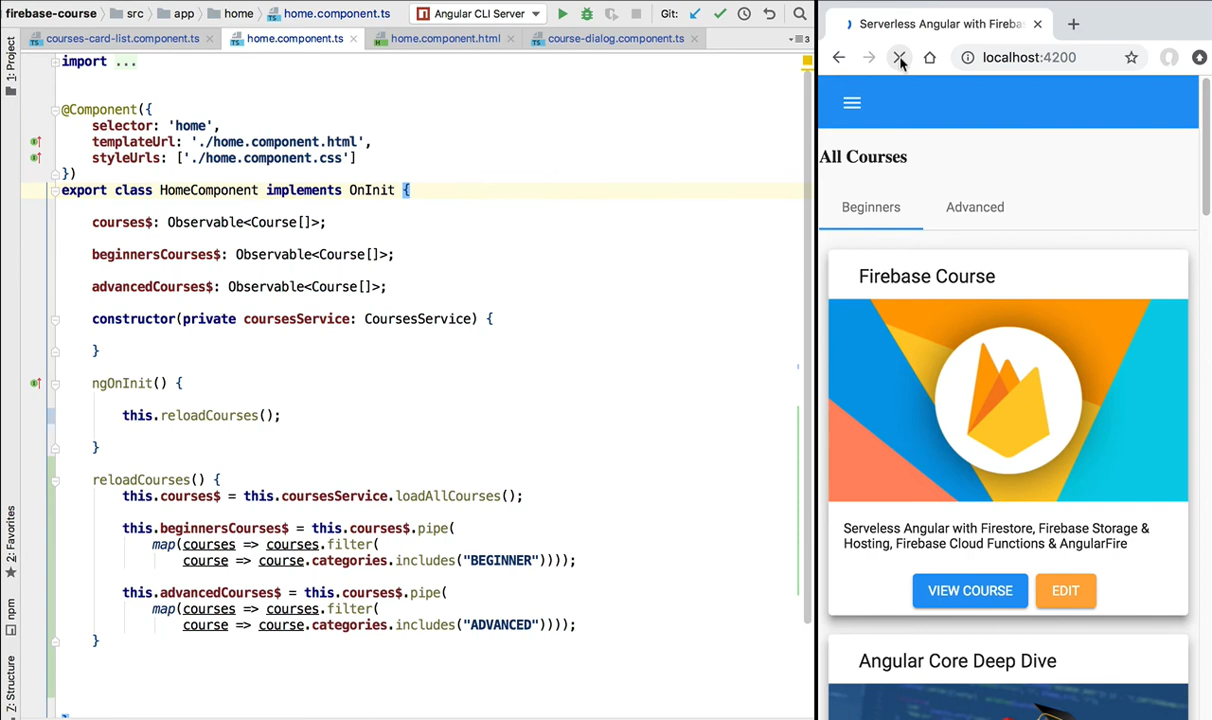 firebase-course
src
app
home
home.component.ts
Angular CLI Server
Git:
courses-card-list.component.ts
home.component.ts
home.component.html
course-dialog.component.ts
3
1: Project
2: Favorites
npm
Z: Structure
import ...
@Component({
selector: 'home',
templateUrl: './home.component.html',
styleUrls: ['./home.component.css']
})
export class HomeComponent implements OnInit {
courses$: Observable<Course[]>;
beginnersCourses$: Observable<Course[]>;
advancedCourses$: Observable<Course[]>;
constructor(private coursesService: CoursesService) {
}
ngOnInit() {
this.reloadCourses();
}
reloadCourses() {
this.courses$ = this.coursesService.loadAllCourses();
this.beginnersCourses$ = this.courses$.pipe(
map(courses => courses.filter(
course => course.categories.includes("BEGINNER"))));
this.advancedCourses$ = this.courses$.pipe(
map(courses => courses.filter(
course => course.categories.includes("ADVANCED"))));
}
}
Serverless Angular with Fireba
localhost:4200
All Courses
Beginners
Advanced
Firebase Course
Serveless Angular with Firestore, Firebase Storage &
Hosting, Firebase Cloud Functions & AngularFire
VIEW COURSE
EDIT
Angular Core Deep Dive